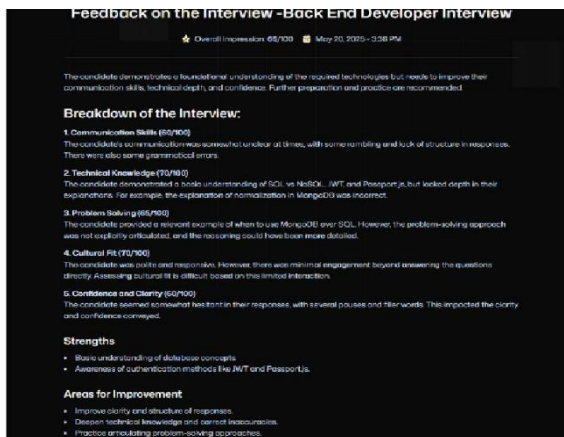 Feedback on the Interview -Back End Developer Interview
Overall Impression: 65/100 May 20, 2025 - 3:38 PM
The candidate demonstrates a foundational understanding of the required technologies but needs to improve their
communication skills, technical depth, and confidence. Further preparation and practice are recommended.
Breakdown of the Interview:
1. Communication Skills (60/100)
The candidate's communication was somewhat unclear at times, with some rambling and lack of structure in responses.
There were also some grammatical errors.
2. Technical Knowledge (70/100)
The candidate demonstrated a basic understanding of SQL vs NoSQL, JWT, and Passport.js, but lacked depth in their
explanations. For example, the explanation of normalization in MongoDB was incorrect.
3. Problem Solving (65/100)
The candidate provided a relevant example of when to use MongoDB over SQL. However, the problem-solving approach
was not explicitly articulated, and the reasoning could have been more detailed.
4. Cultural Fit (70/100)
The candidate was polite and responsive. However, there was minimal engagement beyond answering the questions
directly. Assessing cultural fit is difficult based on this limited interaction.
5. Confidence and Clarity (60/100)
The candidate seemed somewhat hesitant in their responses, with several pauses and filler words. This impacted the clarity
and confidence conveyed.
Strengths
• Basic understanding of database concepts.
• Awareness of authentication methods like JWT and Passport.js.
Areas for Improvement
• Improve clarity and structure of responses.
• Deepen technical knowledge and correct inaccuracies.
• Practice articulating problem-solving approaches.